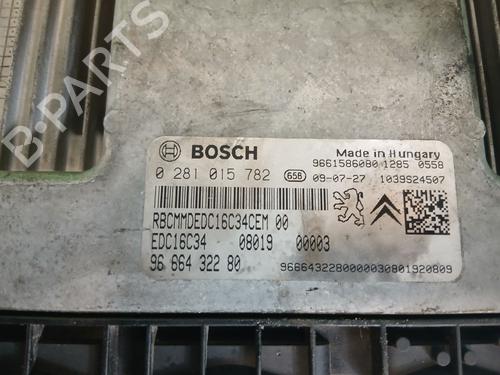 B-PARTS
BOSCH
Made in Hungary
9661586080 1285 0558
0 281 015 782 658 09-07-27 1039S24507
RBCMMDEDC16C34CEM 00
EDC16C34 08019 00003
96 664 322 80
9666432280000030801920809